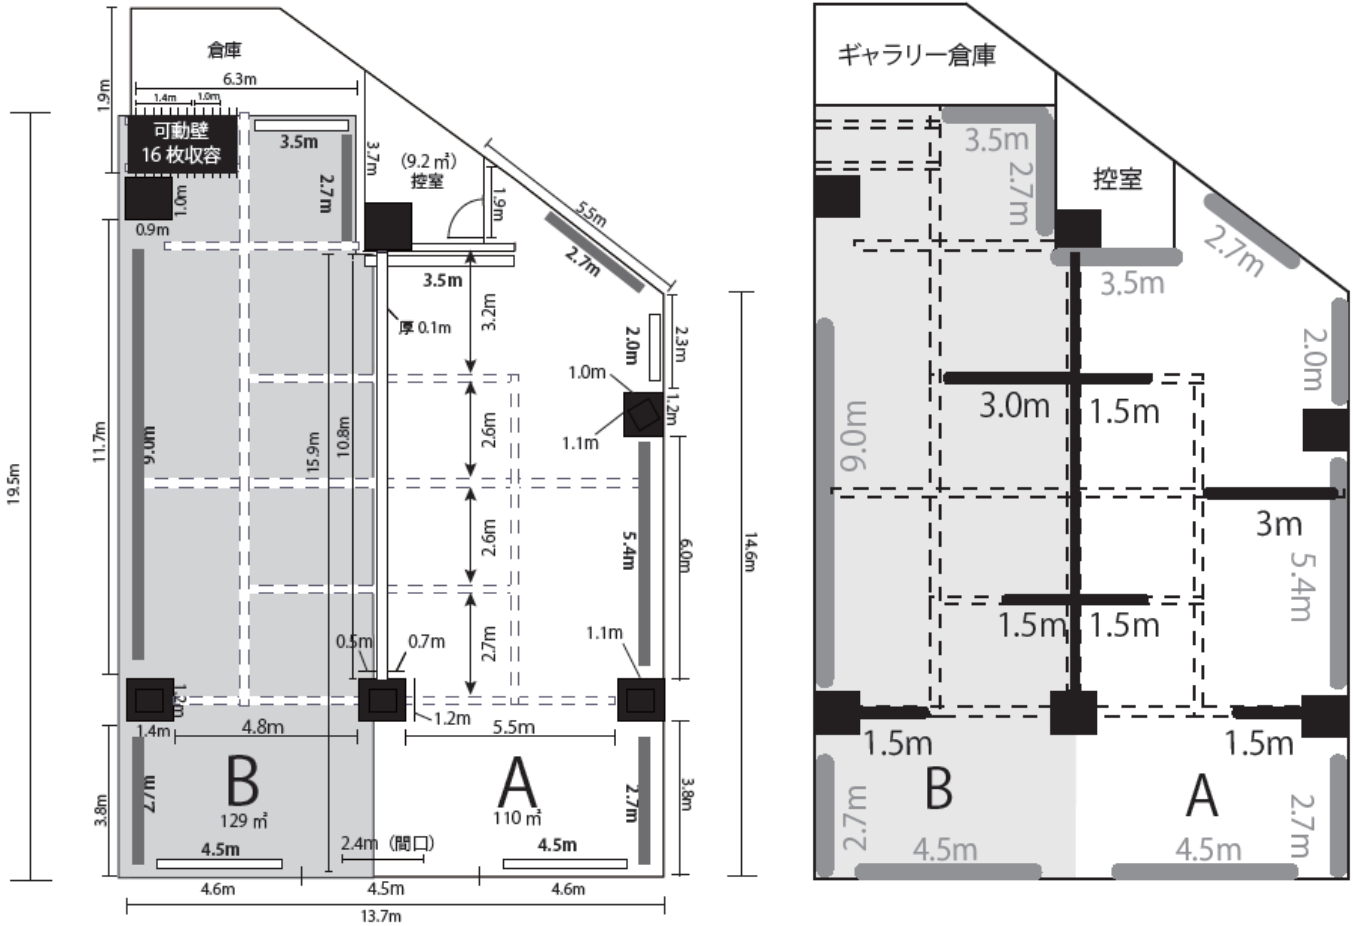 倉庫
6.3m
1.4m
1.0m
1.9m
可動壁
16 枚収容
3.5m
2.7m
3.7m
(9.2 ㎡)
控室
1.9m
55m
2.7m
1.0m
0.9m
3.5m
厚 0.1m
3.2m
2.0m
2.3m
1.0m
1.2m
1.1m
19.5m
11.7m
9.0m
15.9m
10.8m
2.6m
2.6m
5.4m
6.0m
14.6m
0.5m
0.7m
2.7m
1.1m
1.2m
1.4m
4.8m
1.2m
5.5m
3.8m
2.7m
B
129 ㎡
A
110 ㎡
2.7m
3.8m
4.5m
2.4m（間口）
4.5m
4.6m
4.5m
4.6m
13.7m
ギャラリー倉庫
3.5m
2.7m
控室
2.7m
3.5m
2.0m
3.0m
1.5m
9.0m
3m
5.4m
1.5m
1.5m
1.5m
1.5m
B
A
2.7m
4.5m
4.5m
2.7m